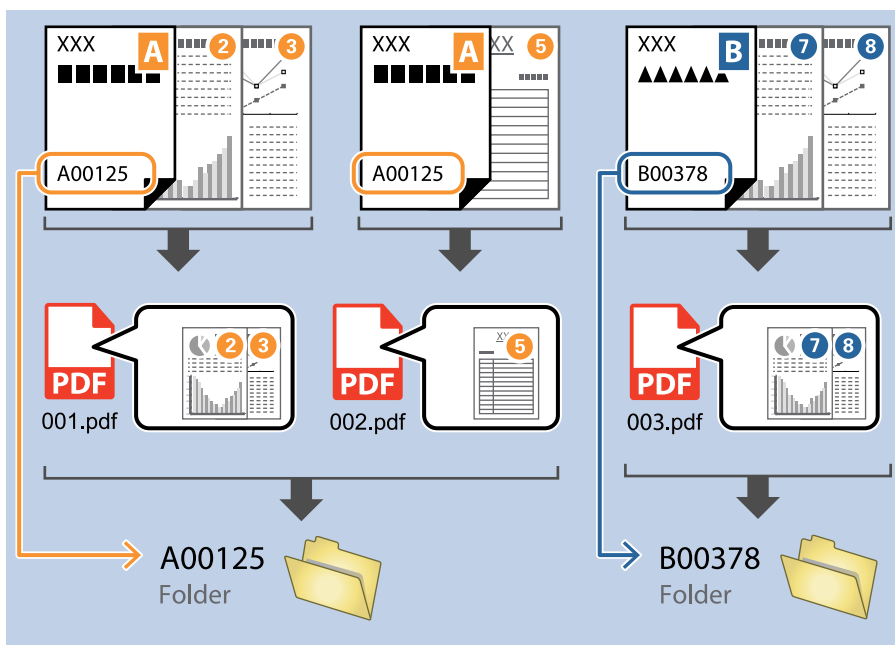 XXX A 2 3
A00125
XXX A XX 5
A00125
XXX B 7 8
B00378
2 3
PDF
001.pdf
XX 5
PDF
002.pdf
7 8
PDF
003.pdf
A00125
Folder
B00378
Folder